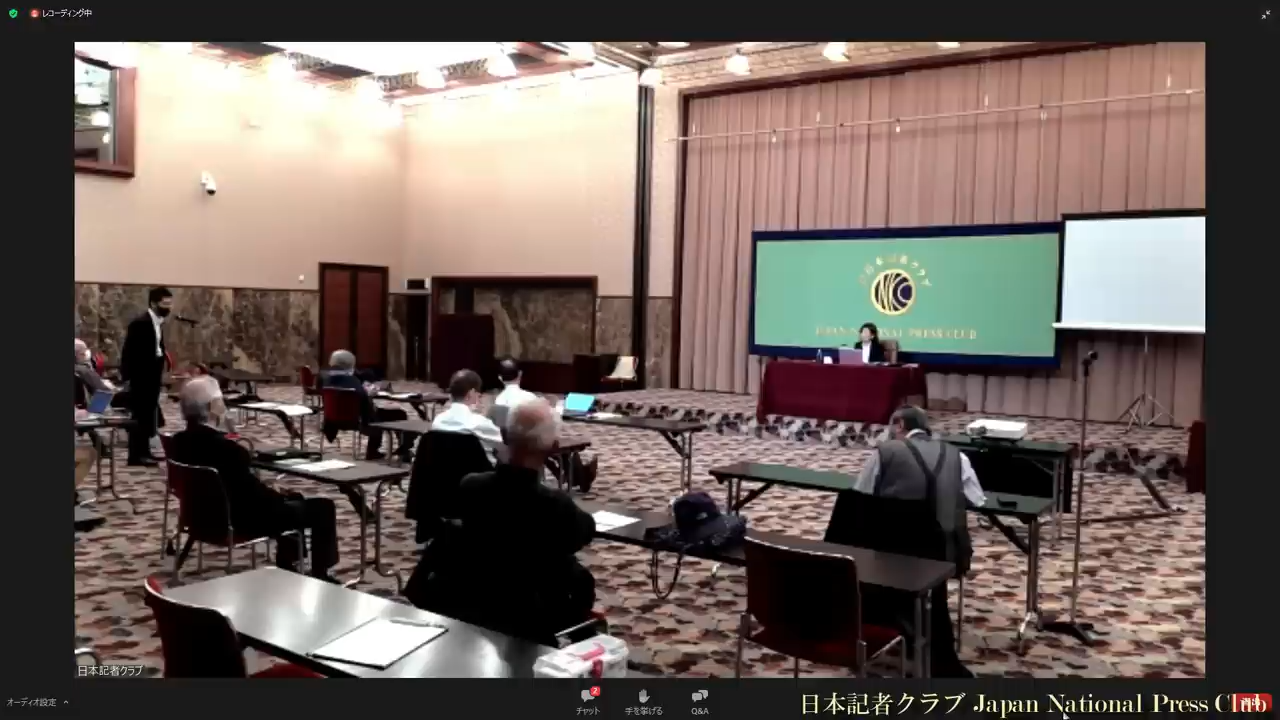 レコーディング中
日本記者クラブ
NPC
JAPAN NATIONAL PRESS CLUB
日本記者クラブ
オーディオ設定
2
チャット
手を挙げる
Q&A
日本記者クラブ Japan National Press Club